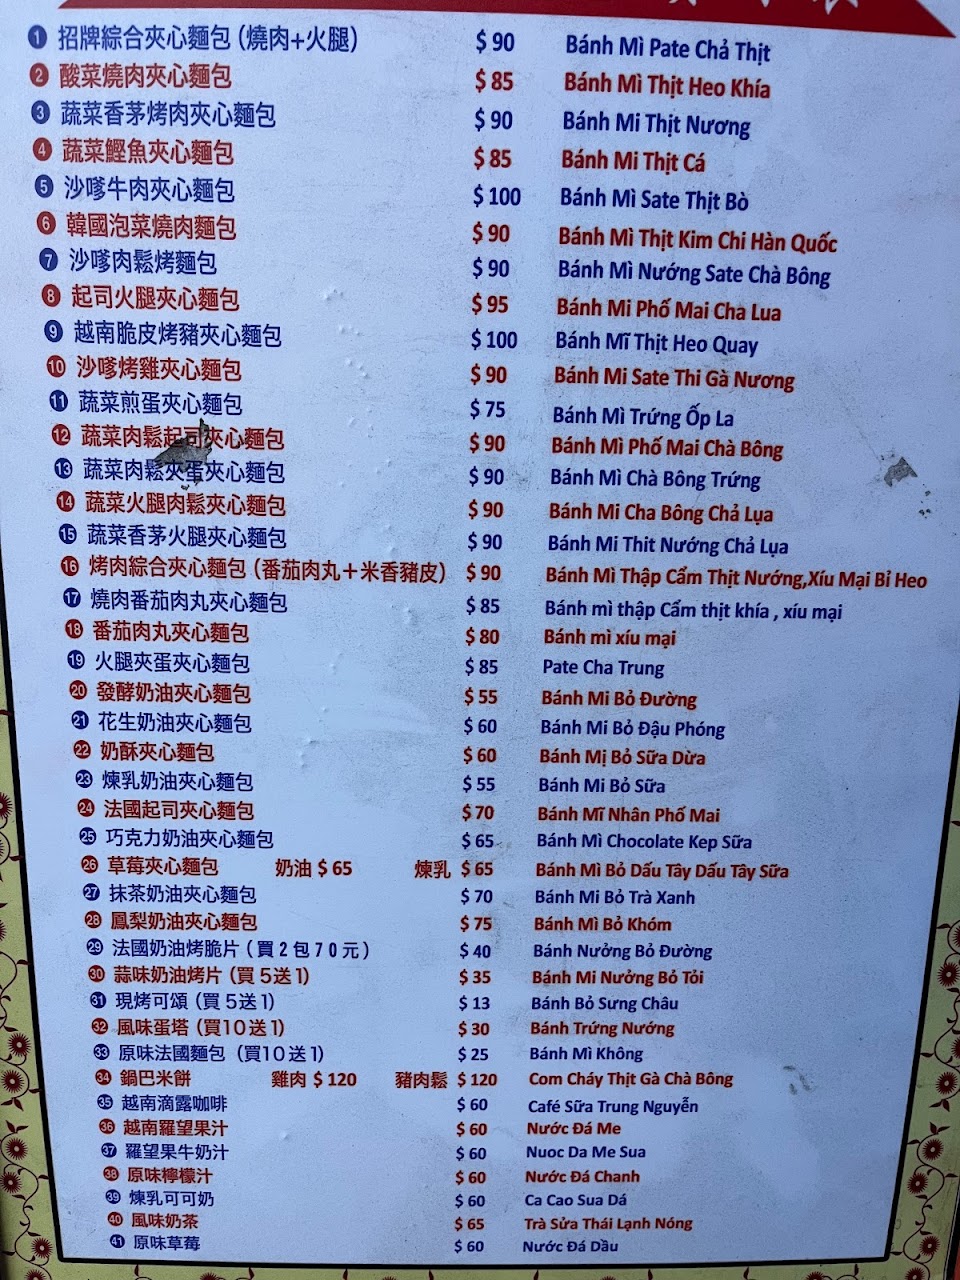 1 招牌綜合夾心麵包 (燒肉+火腿) $ 90 Bánh Mì Pate Chả Thịt
2 酸菜燒肉夾心麵包 $ 85 Bánh Mì Thịt Heo Khía
3 蔬菜香茅烤肉夾心麵包 $ 90 Bánh Mi Thịt Nương
4 蔬菜鰹魚夾心麵包 $ 85 Bánh Mi Thịt Cá
5 沙嗲牛肉夾心麵包 $ 100 Bánh Mì Sate Thịt Bò
6 韓國泡菜燒肉麵包 $ 90 Bánh Mì Thịt Kim Chi Hàn Quốc
7 沙嗲肉鬆烤麵包 $ 90 Bánh Mì Nướng Sate Chà Bông
8 起司火腿夾心麵包 $ 95 Bánh Mi Phố Mai Cha Lua
9 越南脆皮烤豬夾心麵包 $ 100 Bánh Mĩ Thịt Heo Quay
10 沙嗲烤雞夾心麵包 $ 90 Bánh Mi Sate Thi Gà Nương
11 蔬菜煎蛋夾心麵包 $ 75 Bánh Mì Trứng Ốp La
12 蔬菜肉鬆起司夾心麵包 $ 90 Bánh Mì Phố Mai Chà Bông
13 蔬菜肉鬆夾蛋夾心麵包 $ 90 Bánh Mì Chà Bông Trứng
14 蔬菜火腿肉鬆夾心麵包 $ 90 Bánh Mi Cha Bông Chả Lụa
15 蔬菜香茅火腿夾心麵包 $ 90 Bánh Mi Thit Nướng Chả Lụa
16 烤肉綜合夾心麵包 (番茄肉丸+米香豬皮) $ 90 Bánh Mì Thập Cẩm Thịt Nướng,Xíu Mại Bỉ Heo
17 燒肉番茄肉丸夾心麵包 $ 85 Bánh mì thập Cẩm thịt khía , xíu mại
18 番茄肉丸夾心麵包 $ 80 Bánh mì xíu mại
19 火腿夾蛋夾心麵包 $ 85 Pate Cha Trung
20 發酵奶油夾心麵包 $ 55 Bánh Mi Bỏ Đường
21 花生奶油夾心麵包 $ 60 Bánh Mi Bỏ Đậu Phóng
22 奶酥夾心麵包 $ 60 Bánh Mị Bỏ Sữa Dừa
23 煉乳奶油夾心麵包 $ 55 Bánh Mi Bỏ Sữa
24 法國起司夾心麵包 $ 70 Bánh Mĩ Nhân Phố Mai
25 巧克力奶油夾心麵包 $ 65 Bánh Mì Chocolate Kep Sữa
26 草莓夾心麵包 奶油 $ 65 煉乳 $ 65 Bánh Mì Bỏ Dấu Tây Dấu Tây Sữa
27 抹茶奶油夾心麵包 $ 70 Bánh Mi Bỏ Trà Xanh
28 鳳梨奶油夾心麵包 $ 75 Bánh Mì Bỏ Khóm
29 法國奶油烤脆片 (買2包70元) $ 40 Bánh Nưởng Bỏ Đường
30 蒜味奶油烤片 (買5送1) $ 35 Bánh Mi Nưởng Bỏ Tỏi
31 現烤可頌 (買5送1) $ 13 Bánh Bỏ Sưng Châu
32 風味蛋塔 (買10送1) $ 30 Bánh Trứng Nướng
33 原味法國麵包 (買10送1) $ 25 Bánh Mì Không
34 鍋巴米餅 雞肉 $ 120 豬肉鬆 $ 120 Com Cháy Thịt Gà Chà Bông
35 越南滴露咖啡 $ 60 Café Sữa Trung Nguyễn
36 越南羅望果汁 $ 60 Nước Đá Me
37 羅望果牛奶汁 $ 60 Nuoc Da Me Sua
38 原味檸檬汁 $ 60 Nước Đá Chanh
39 煉乳可可奶 $ 60 Ca Cao Sua Dá
40 風味奶茶 $ 65 Trà Sửa Thái Lạnh Nóng
41 原味草莓 $ 60 Nước Đá Dầu